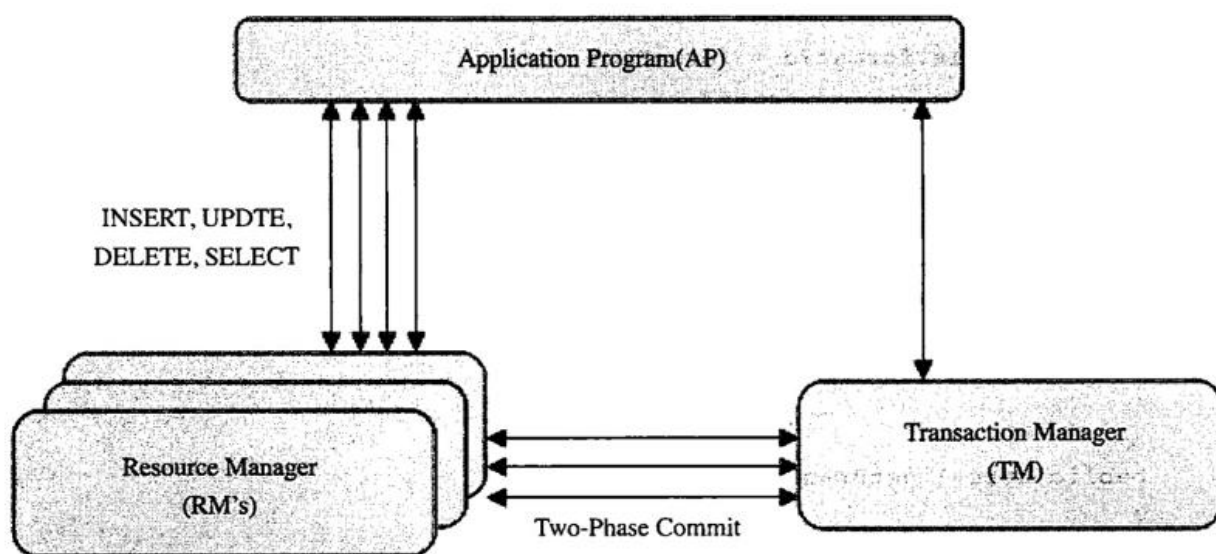 Application Program(AP)
INSERT, UPDTE,
DELETE, SELECT
Resource Manager
(RM's)
Transaction Manager
(TM)
Two-Phase Commit